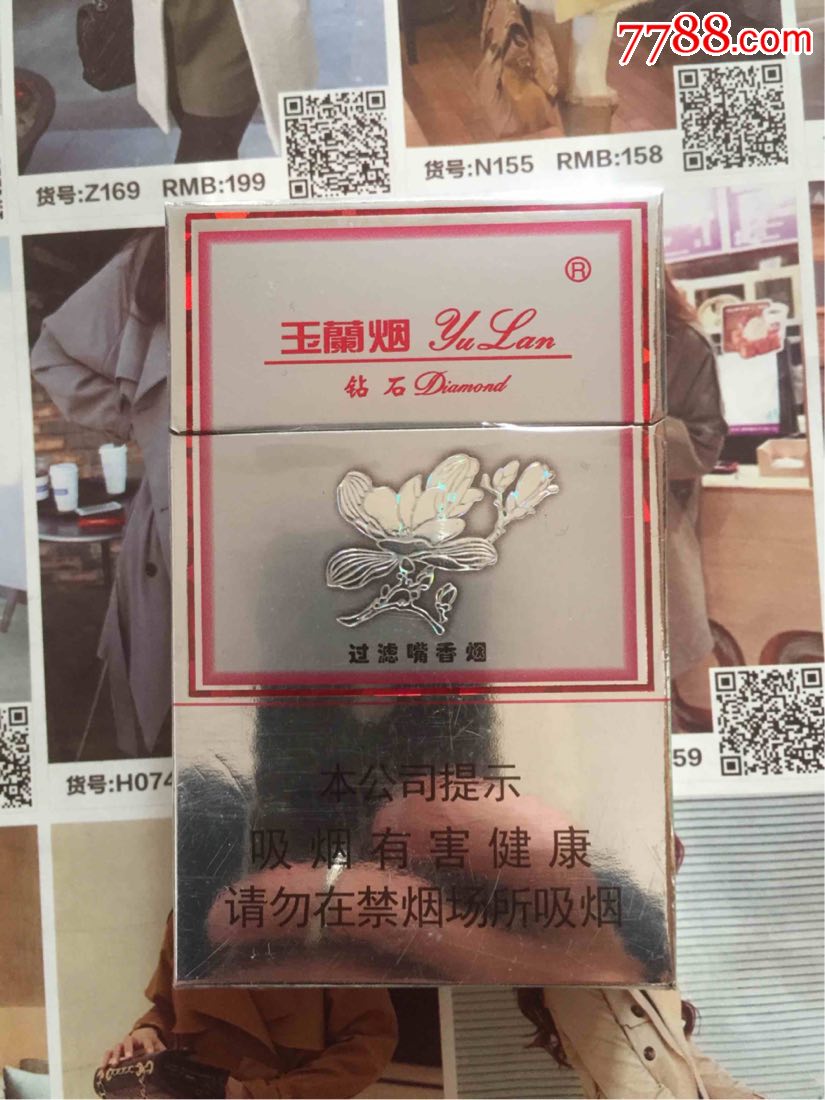 7788.com
货号:Z169 RMB:199
货号:N155 RMB:158
®
玉蘭烟 Yu Lan
钻石 Diamond
过滤嘴香烟
货号:H074
59
本公司提示
吸烟有害健康
请勿在禁烟场所吸烟